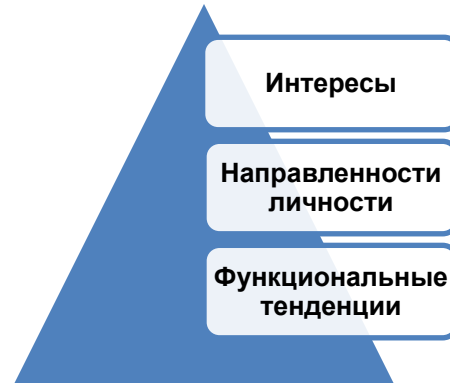 Интересы
Направленности
личности
Функциональные
тенденции